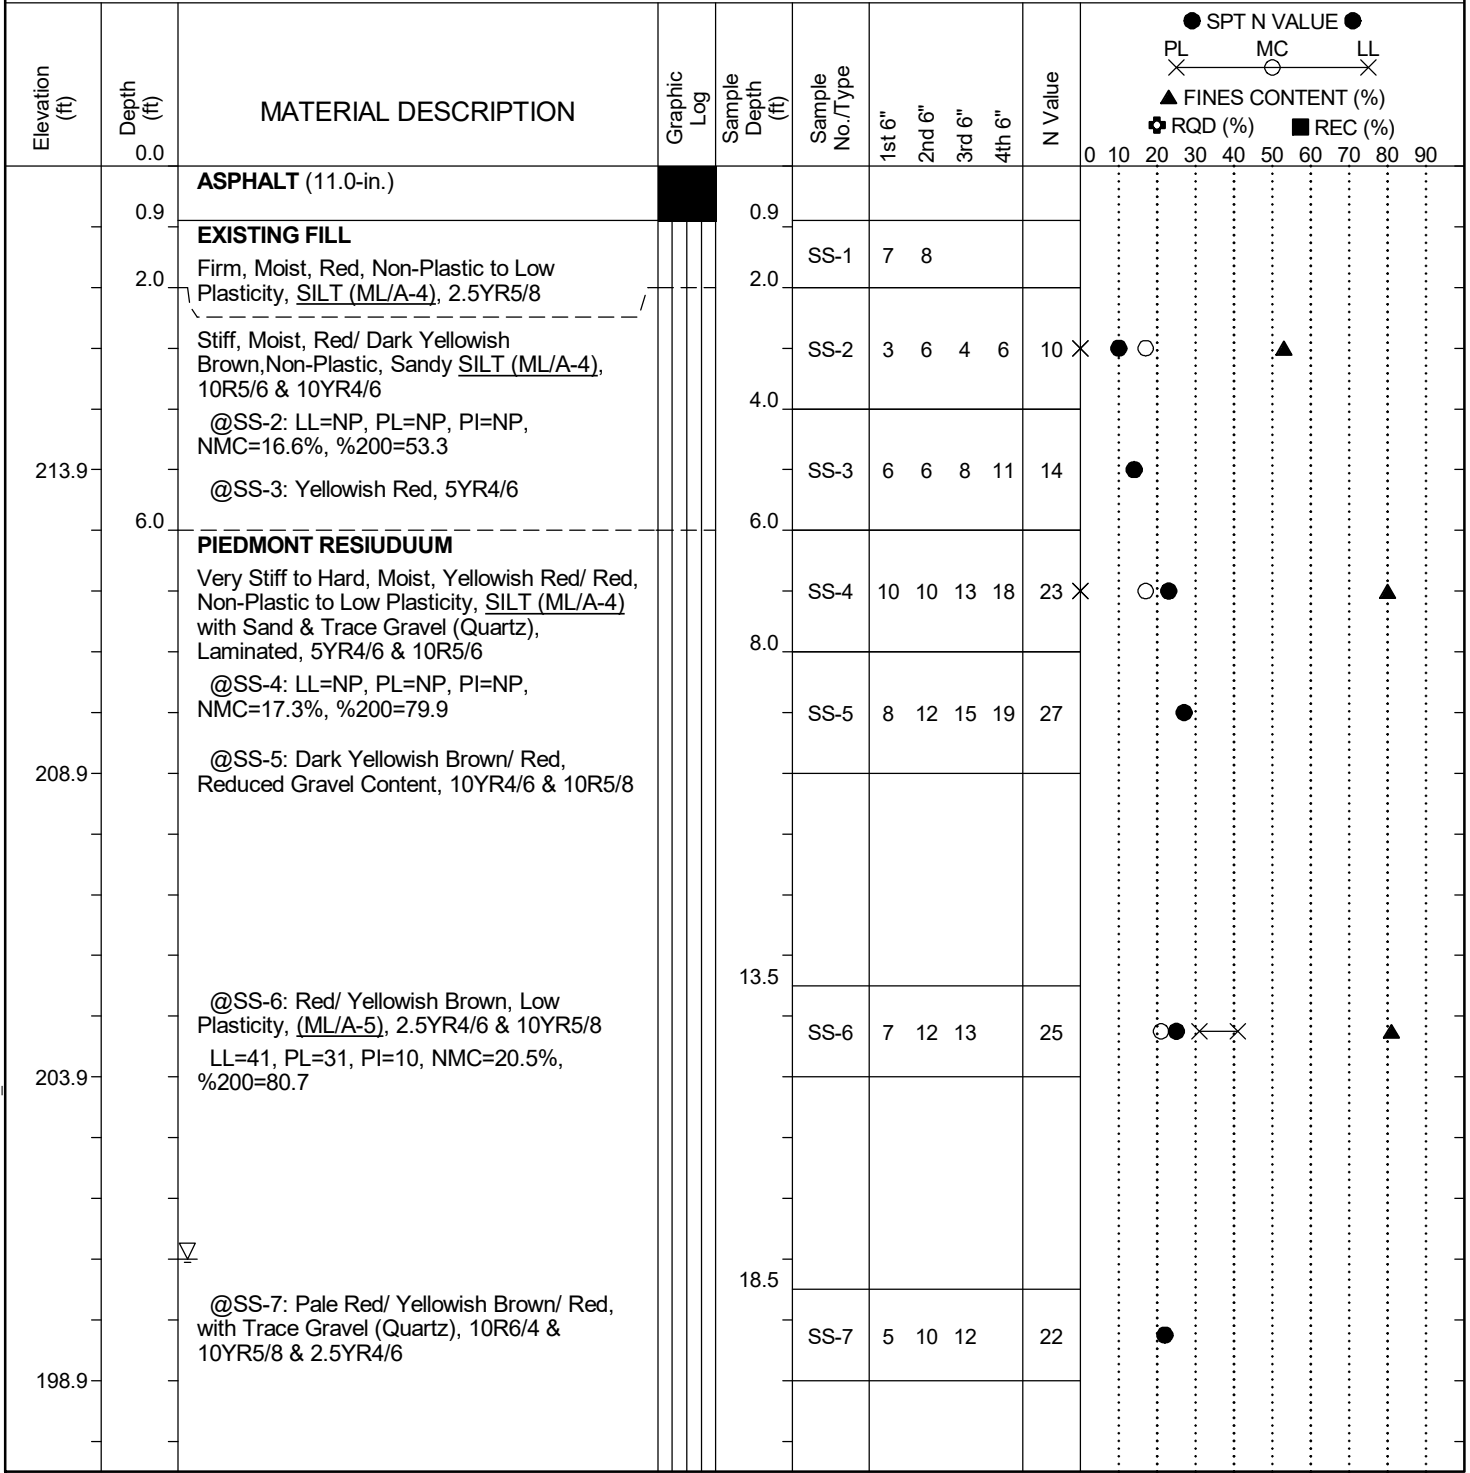 Elevation (ft)
Depth (ft)
0.0
MATERIAL DESCRIPTION
Graphic Log
Sample Depth (ft)
Sample No./Type
1st 6"
2nd 6"
3rd 6"
4th 6"
N Value
SPT N VALUE
PL MC LL
FINES CONTENT (%)
RQD (%) REC (%)
0 10 20 30 40 50 60 70 80 90
ASPHALT (11.0-in.)
0.9 0.9
EXISTING FILL
SS-1 7 8
Firm, Moist, Red, Non-Plastic to Low
2.0 2.0
Plasticity, SILT (ML/A-4), 2.5YR5/8
Stiff, Moist, Red/ Dark Yellowish
SS-2 3 6 4 6 10
Brown,Non-Plastic, Sandy SILT (ML/A-4),
10R5/6 & 10YR4/6
4.0 4.0
@SS-2: LL=NP, PL=NP, PI=NP,
NMC=16.6%, %200=53.3
213.9 SS-3 6 6 8 11 14
@SS-3: Yellowish Red, 5YR4/6
6.0 6.0
PIEDMONT RESIUDUUM
Very Stiff to Hard, Moist, Yellowish Red/ Red,
SS-4 10 10 13 18 23
Non-Plastic to Low Plasticity, SILT (ML/A-4)
with Sand & Trace Gravel (Quartz),
8.0
Laminated, 5YR4/6 & 10R5/6
@SS-4: LL=NP, PL=NP, PI=NP,
NMC=17.3%, %200=79.9
SS-5 8 12 15 19 27
@SS-5: Dark Yellowish Brown/ Red,
208.9
Reduced Gravel Content, 10YR4/6 & 10R5/8
13.5
@SS-6: Red/ Yellowish Brown, Low
Plasticity, (ML/A-5), 2.5YR4/6 & 10YR5/8
SS-6 7 12 13 25
LL=41, PL=31, PI=10, NMC=20.5%,
203.9
%200=80.7
18.5
@SS-7: Pale Red/ Yellowish Brown/ Red,
with Trace Gravel (Quartz), 10R6/4 &
SS-7 5 10 12 22
10YR5/8 & 2.5YR4/6
198.9